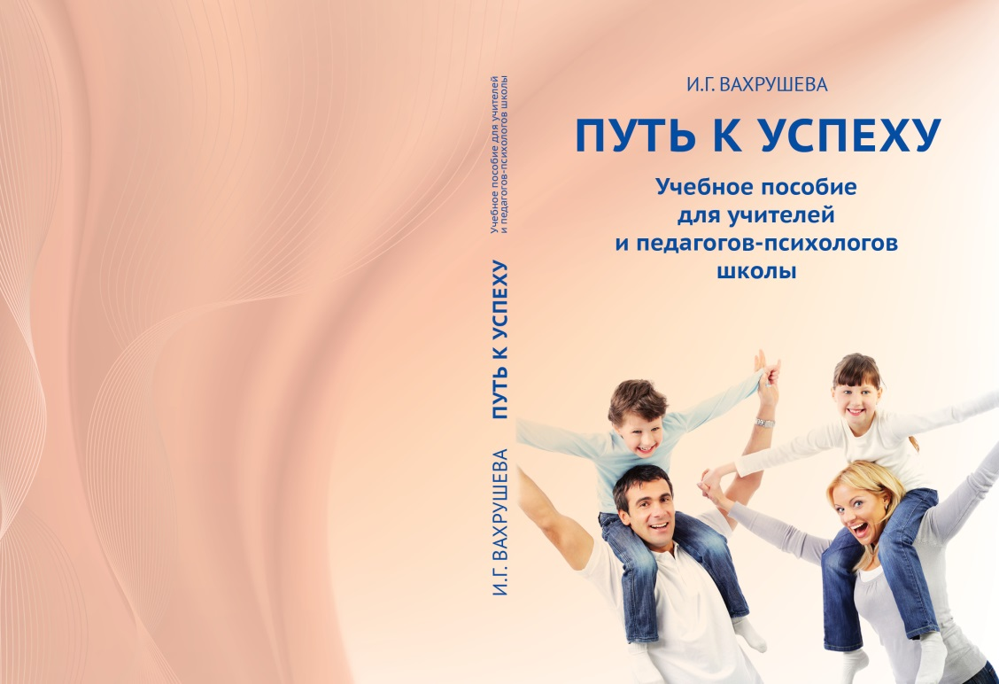 И.Г. ВАХРУШЕВА
ПУТЬ К УСПЕХУ
Учебное пособие
для учителей
и педагогов-психологов
школы
И.Г. ВАХРУШЕВА
ПУТЬ К УСПЕХУ
Учебное пособие для учителей
и педагогов-психологов школы